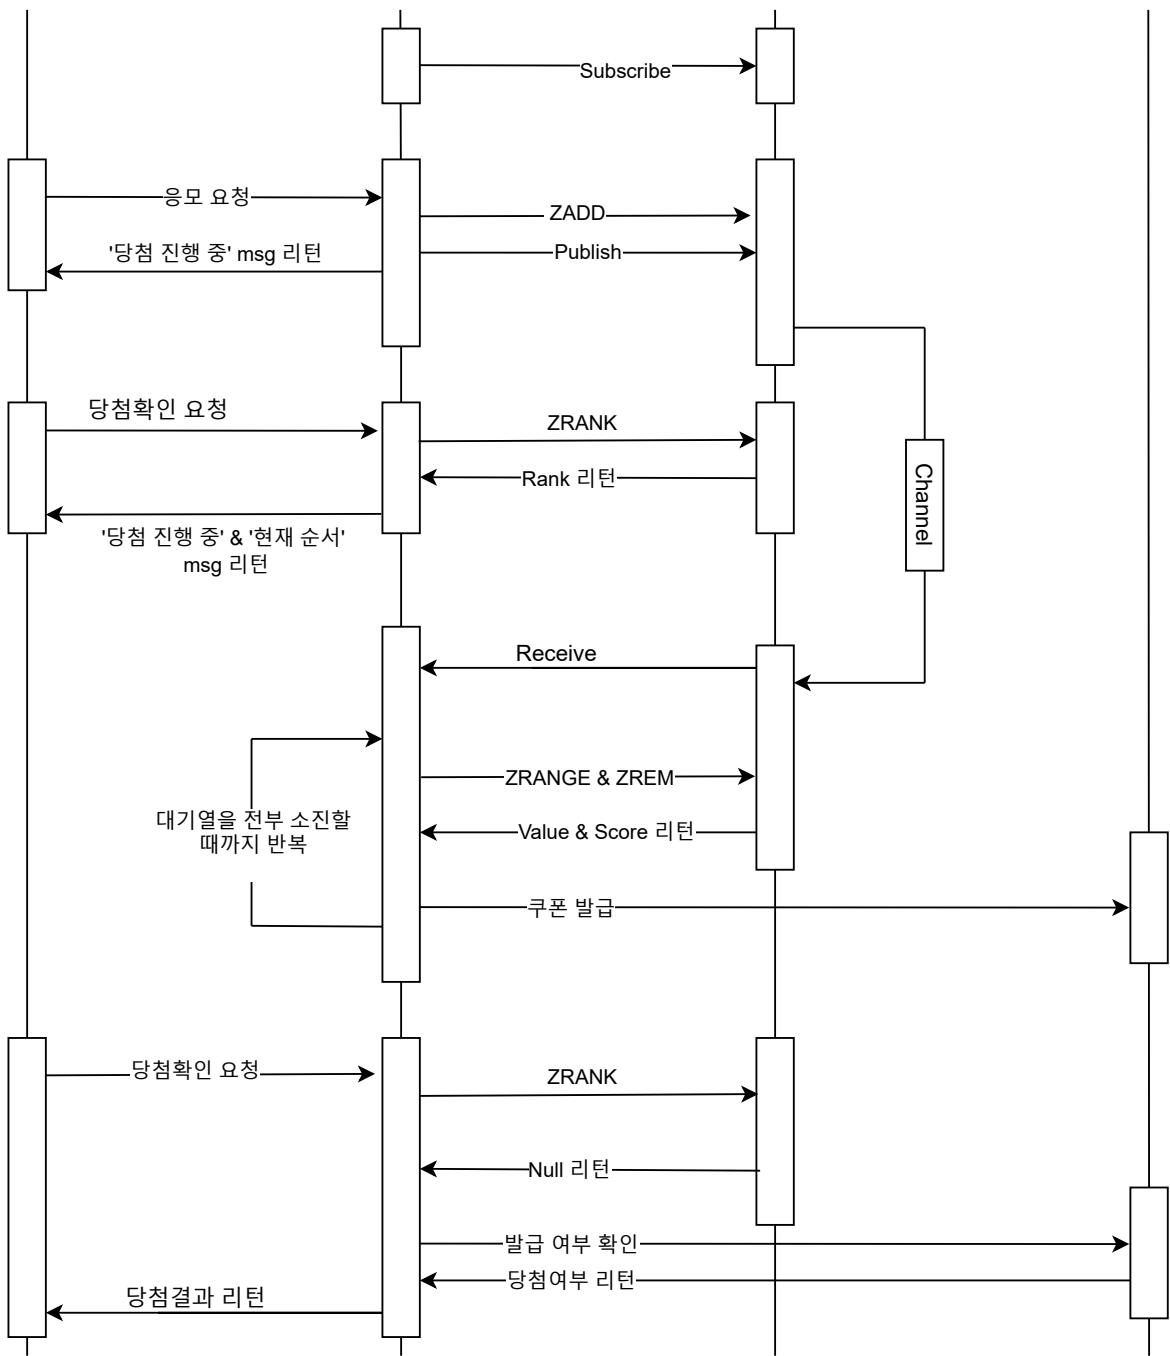 Subscribe
응모 요청
ZADD
'당첨 진행 중' msg 리턴
Publish
당첨확인 요청
ZRANK
Rank 리턴
Channel
'당첨 진행 중' & '현재 순서'
msg 리턴
Receive
ZRANGE & ZREM
대기열을 전부 소진할
때까지 반복
Value & Score 리턴
쿠폰 발급
당첨확인 요청
ZRANK
Null 리턴
발급 여부 확인
당첨여부 리턴
당첨결과 리턴